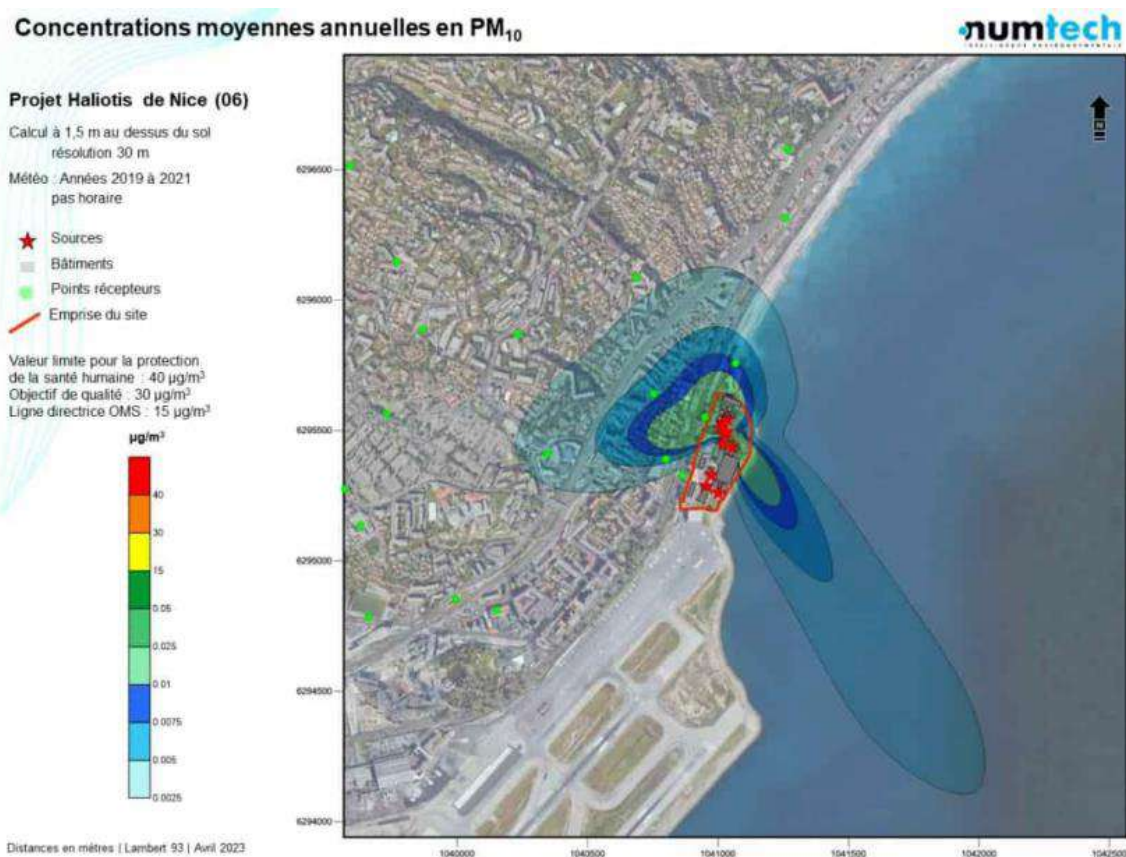 Concentrations moyennes annuelles en PM₁₀
numtech
INTELLIGENCE ENVIRONNEMENTALE
Projet Haliotis de Nice (06)
Calcul à 1,5 m au dessus du sol
résolution 30 m
Météo : Années 2019 à 2021
pas horaire
Sources
Bâtiments
Points récepteurs
Emprise du site
Valeur limite pour la protection
de la santé humaine : 40 µg/m³
Objectif de qualité : 30 µg/m³
Ligne directrice OMS : 15 µg/m³
µg/m³
40
30
15
0.05
0.025
0.01
0.0075
0.005
0.0025
N
6296500
6296000
6295500
6295000
6294500
6294000
1040000
1040500
1041000
1041500
1042000
1042500
Distances en mètres | Lambert 93 | Avril 2023